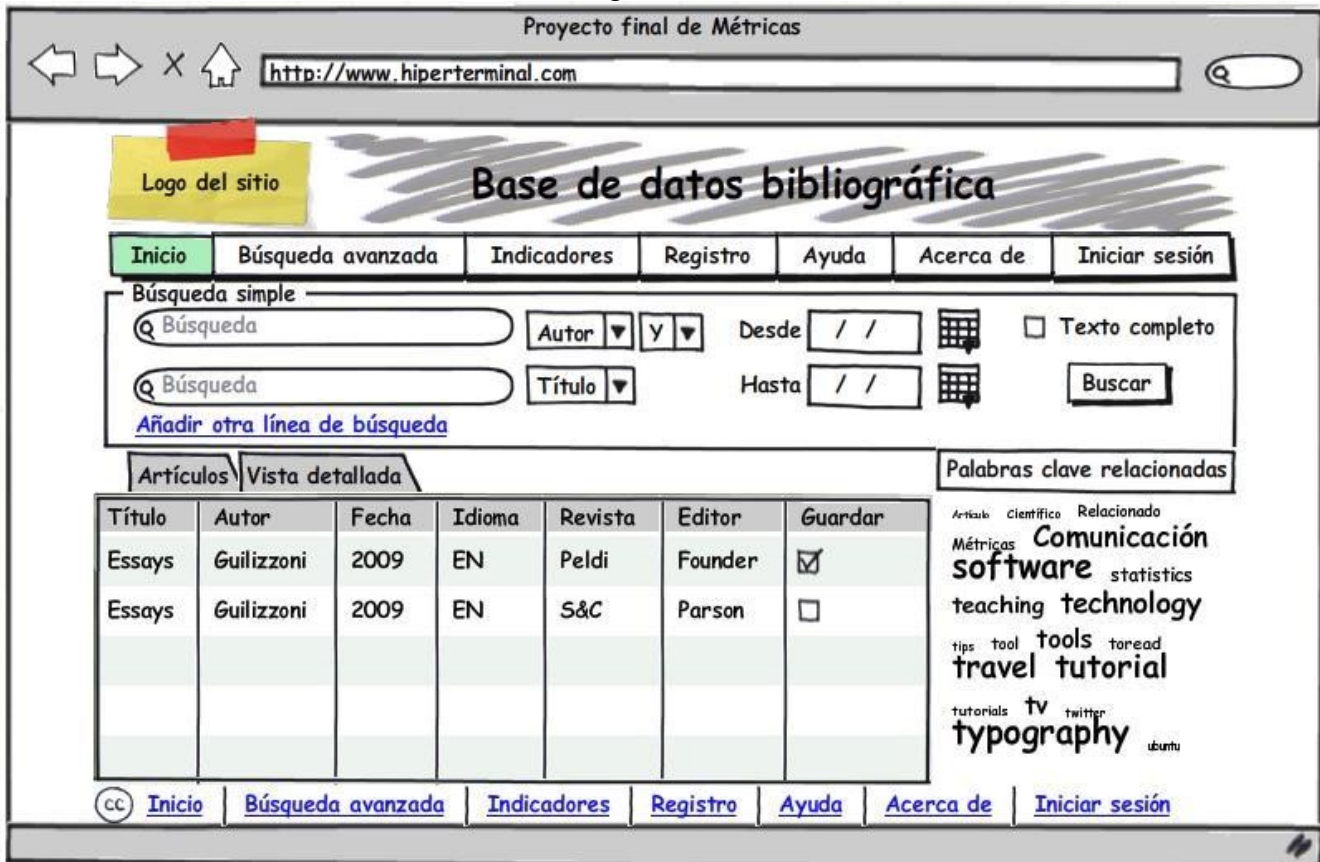 Proyecto final de Métricas
http://www.hiperterminal.com
Logo del sitio
Base de datos bibliográfica
Inicio Búsqueda avanzada Indicadores Registro Ayuda Acerca de Iniciar sesión
Búsqueda simple
Búsqueda Autor Y Desde / / Texto completo
Búsqueda Título Hasta / / Buscar
Añadir otra línea de búsqueda
Artículos Vista detallada
Título Autor Fecha Idioma Revista Editor Guardar
Essays Guilizzoni 2009 EN Peldi Founder
Essays Guilizzoni 2009 EN S&C Parson
Palabras clave relacionadas
Artículo Científico Relacionado
Métricas Comunicación
software statistics
teaching technology
tips tool tools toread
travel tutorial
tutorials tv twitter
typography ubuntu
cc Inicio Búsqueda avanzada Indicadores Registro Ayuda Acerca de Iniciar sesión